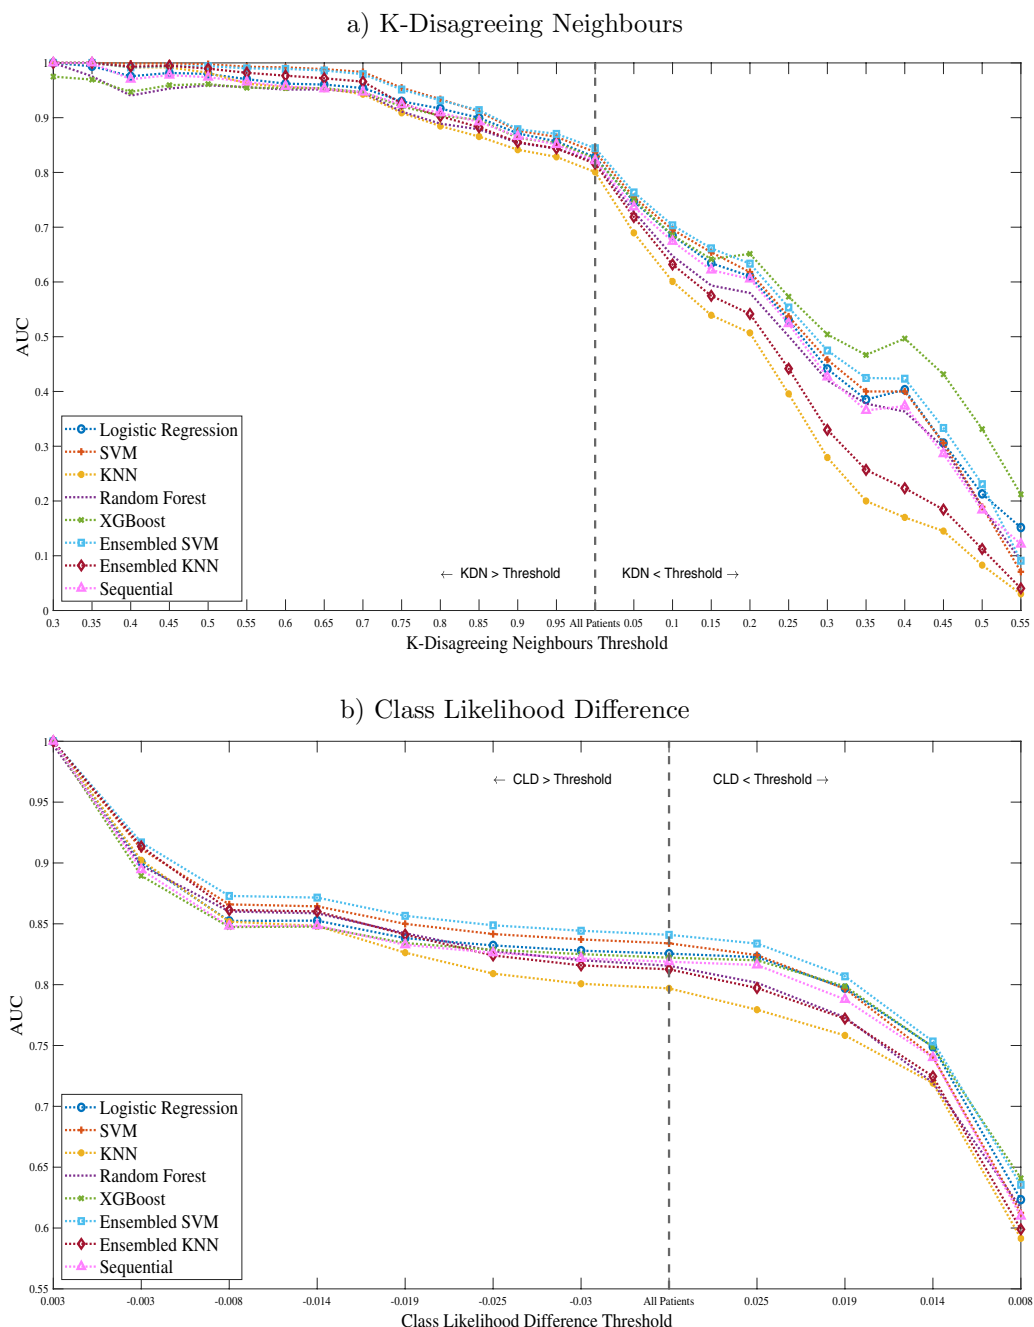 a) K-Disagreeing Neighbours
1
0.9
0.8
0.7
0.6
0.5
0.4
0.3
0.2
0.1
0
AUC
Logistic Regression
SVM
KNN
Random Forest
XGBoost
Ensembled SVM
Ensembled KNN
Sequential
← KDN > Threshold
KDN < Threshold →
0.3 0.35 0.4 0.45 0.5 0.55 0.6 0.65 0.7 0.75 0.8 0.85 0.9 0.95 All Patients 0.05 0.1 0.15 0.2 0.25 0.3 0.35 0.4 0.45 0.5 0.55
K-Disagreeing Neighbours Threshold
b) Class Likelihood Difference
← CLD > Threshold
CLD < Threshold →
1
0.95
0.9
0.85
0.8
0.75
0.7
0.65
0.6
0.55
AUC
Logistic Regression
SVM
KNN
Random Forest
XGBoost
Ensembled SVM
Ensembled KNN
Sequential
0.003 -0.003 -0.008 -0.014 -0.019 -0.025 -0.03 All Patients 0.025 0.019 0.014 0.008
Class Likelihood Difference Threshold